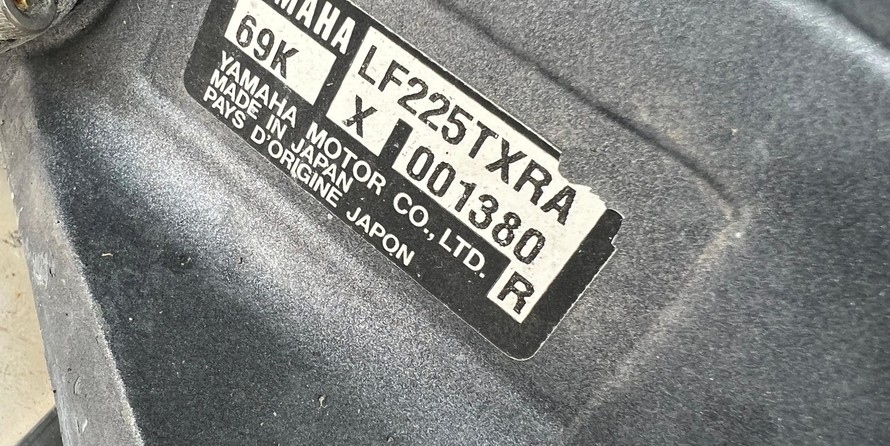 YAMAHA
69K
LF225TXRA
X 001380
YAMAHA MOTOR CO., LTD.
MADE IN JAPAN
PAYS D'ORIGINE JAPON
R